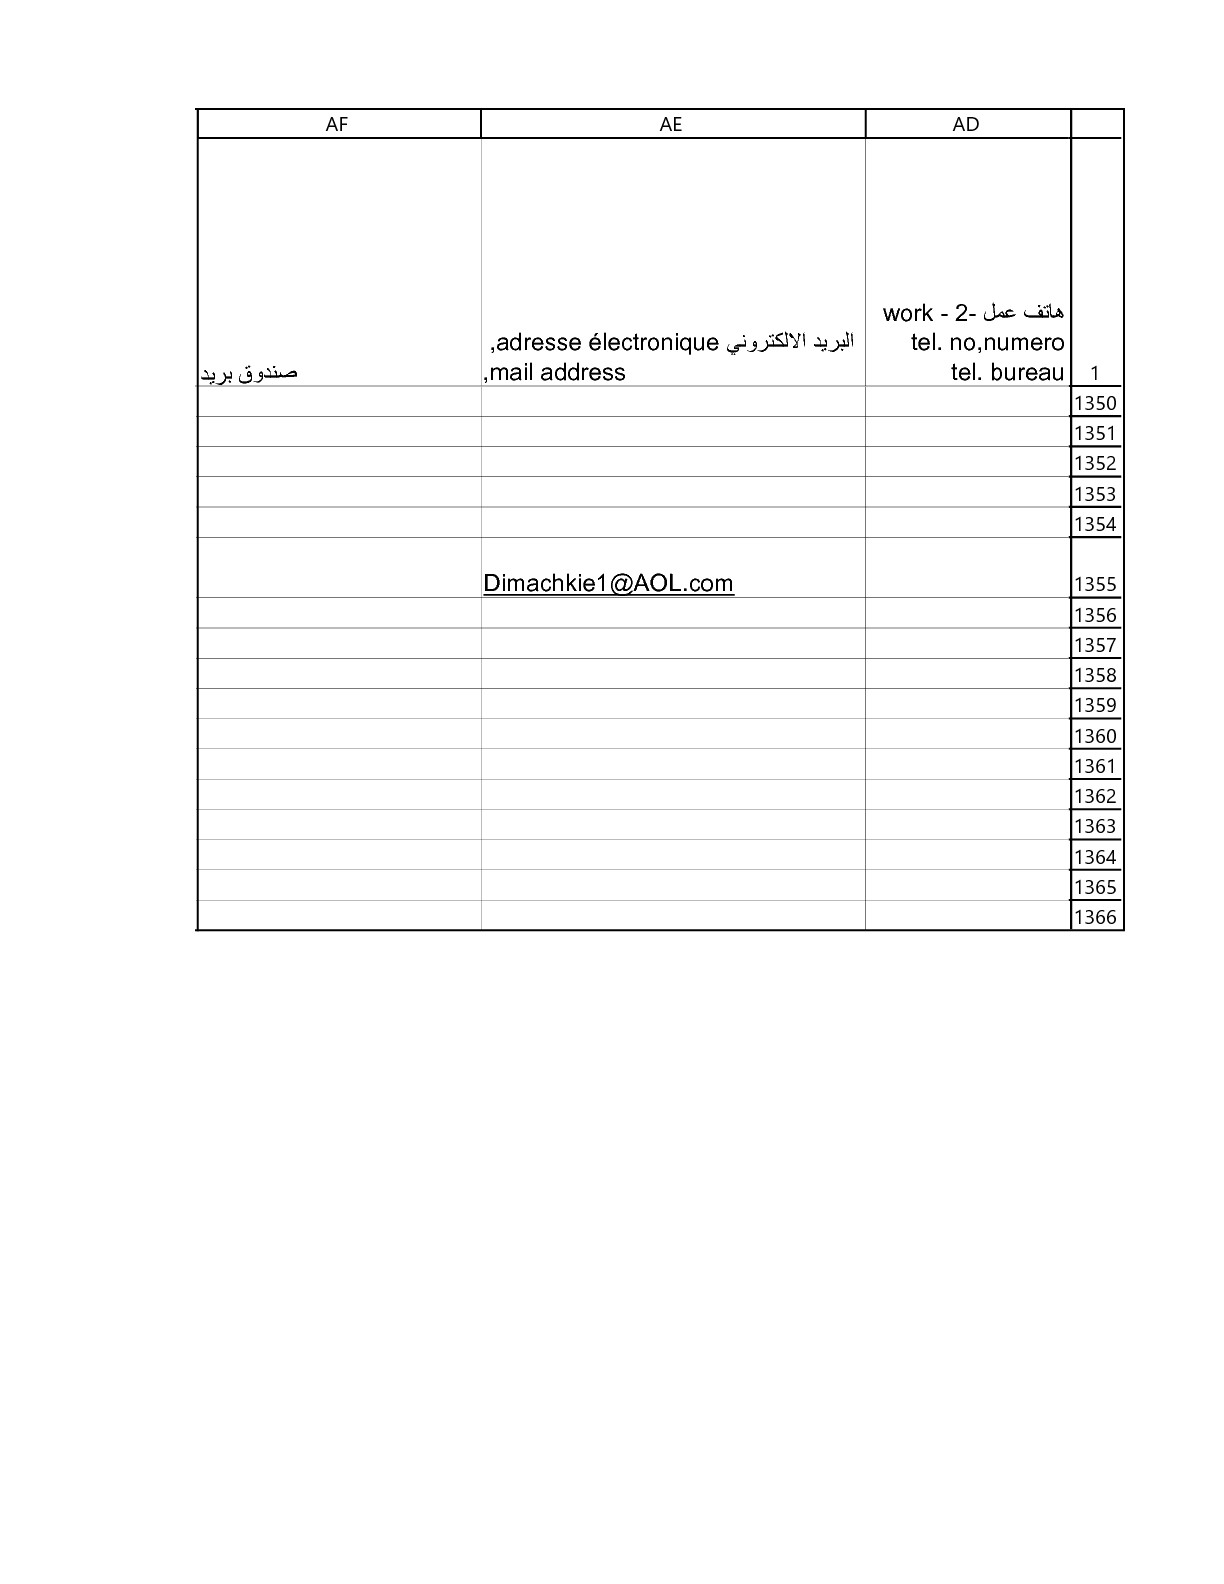 AD AE AF
هاتف عمل -2 - work
tel. no,numero
tel. bureau
البريد الالكتروني adresse électronique,
mail address,
صندوق بريد
1
1350
1351
1352
1353
1354
1355 Dimachkie1@AOL.com
1356
1357
1358
1359
1360
1361
1362
1363
1364
1365
1366